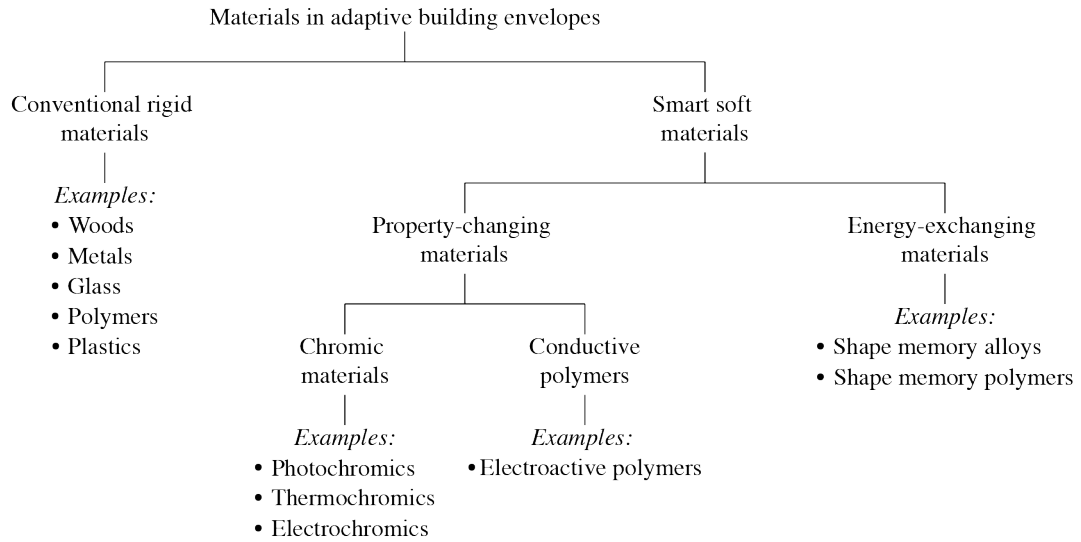 Materials in adaptive building envelopes
Conventional rigid
materials
Examples:
• Woods
• Metals
• Glass
• Polymers
• Plastics
Smart soft
materials
Property-changing
materials
Chromic
materials
Examples:
• Photochromics
• Thermochromics
• Electrochromics
Conductive
polymers
Examples:
• Electroactive polymers
Energy-exchanging
materials
Examples:
• Shape memory alloys
• Shape memory polymers